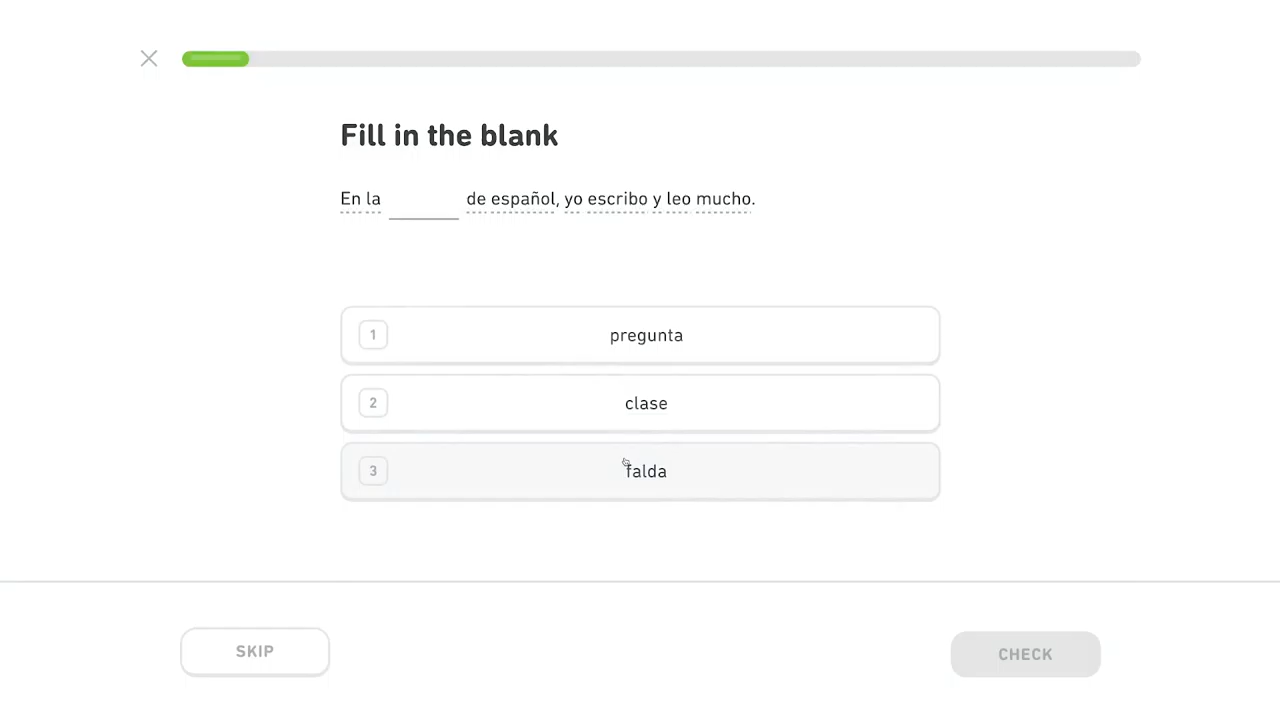 Fill in the blank
En la de español, yo escribo y leo mucho.
1 pregunta
2 clase
3 falda
SKIP CHECK